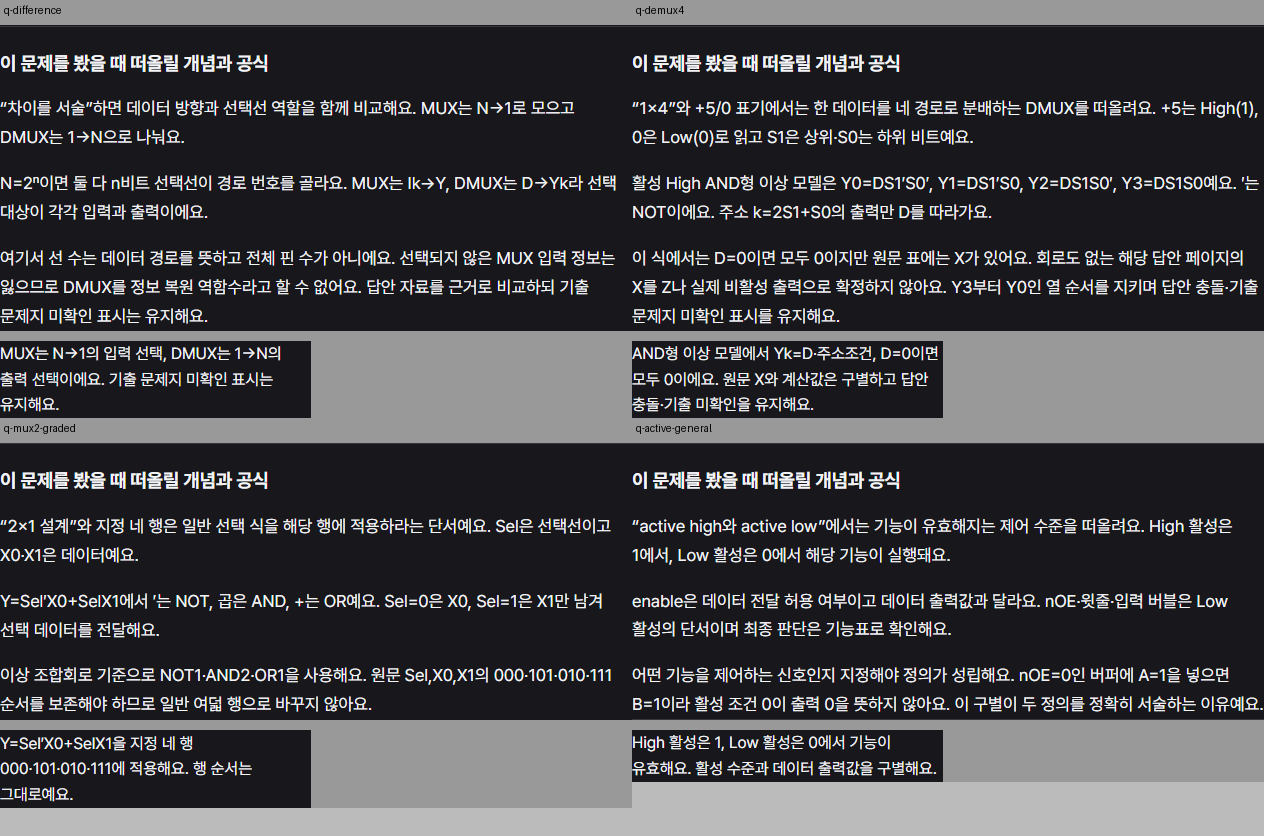 q-difference
이 문제를 봤을 때 떠올릴 개념과 공식
“차이를 서술”하면 데이터 방향과 선택선 역할을 함께 비교해요. MUX는 N→1로 모으고
DMUX는 1→N으로 나눠요.
N=2ⁿ이면 둘 다 n비트 선택선이 경로 번호를 골라요. MUX는 Ik→Y, DMUX는 D→Yk라 선택
대상이 각각 입력과 출력이에요.
여기서 선 수는 데이터 경로를 뜻하고 전체 핀 수가 아니에요. 선택되지 않은 MUX 입력 정보는
잃으므로 DMUX를 정보 복원 역함수라고 할 수 없어요. 답안 자료를 근거로 비교하되 기출
문제지 미확인 표시는 유지해요.
MUX는 N→1의 입력 선택, DMUX는 1→N의
출력 선택이에요. 기출 문제지 미확인 표시는
유지해요.
q-demux4
이 문제를 봤을 때 떠올릴 개념과 공식
“1×4”와 +5/0 표기에서는 한 데이터를 네 경로로 분배하는 DMUX를 떠올려요. +5는 High(1),
0은 Low(0)로 읽고 S1은 상위·S0는 하위 비트예요.
활성 High AND형 이상 모델은 Y0=DS1′S0′, Y1=DS1′S0, Y2=DS1S0′, Y3=DS1S0예요. ′는
NOT이에요. 주소 k=2S1+S0의 출력만 D를 따라가요.
이 식에서는 D=0이면 모두 0이지만 원문 표에는 X가 있어요. 회로도 없는 해당 답안 페이지의
X를 Z나 실제 비활성 출력으로 확정하지 않아요. Y3부터 Y0인 열 순서를 지키며 답안 충돌·기출
문제지 미확인 표시를 유지해요.
AND형 이상 모델에서 Yk=D·주소조건, D=0이면
모두 0이에요. 원문 X와 계산값은 구별하고 답안
충돌·기출 미확인을 유지해요.
q-mux2-graded
이 문제를 봤을 때 떠올릴 개념과 공식
“2×1 설계”와 지정 네 행은 일반 선택 식을 해당 행에 적용하라는 단서예요. Sel은 선택선이고
X0·X1은 데이터예요.
Y=Sel′X0+SelX1에서 ′는 NOT, 곱은 AND, +는 OR예요. Sel=0은 X0, Sel=1은 X1만 남겨
선택 데이터를 전달해요.
이상 조합회로 기준으로 NOT1·AND2·OR1을 사용해요. 원문 Sel,X0,X1의 000·101·010·111
순서를 보존해야 하므로 일반 여덟 행으로 바꾸지 않아요.
Y=Sel′X0+SelX1을 지정 네 행
000·101·010·111에 적용해요. 행 순서는
그대로예요.
q-active-general
이 문제를 봤을 때 떠올릴 개념과 공식
“active high와 active low”에서는 기능이 유효해지는 제어 수준을 떠올려요. High 활성은
1에서, Low 활성은 0에서 해당 기능이 실행돼요.
enable은 데이터 전달 허용 여부이고 데이터 출력값과 달라요. nOE·윗줄·입력 버블은 Low
활성의 단서이며 최종 판단은 기능표로 확인해요.
어떤 기능을 제어하는 신호인지 지정해야 정의가 성립해요. nOE=0인 버퍼에 A=1을 넣으면
B=1이라 활성 조건 0이 출력 0을 뜻하지 않아요. 이 구별이 두 정의를 정확히 서술하는 이유예요.
High 활성은 1, Low 활성은 0에서 기능이
유효해요. 활성 수준과 데이터 출력값을 구별해요.